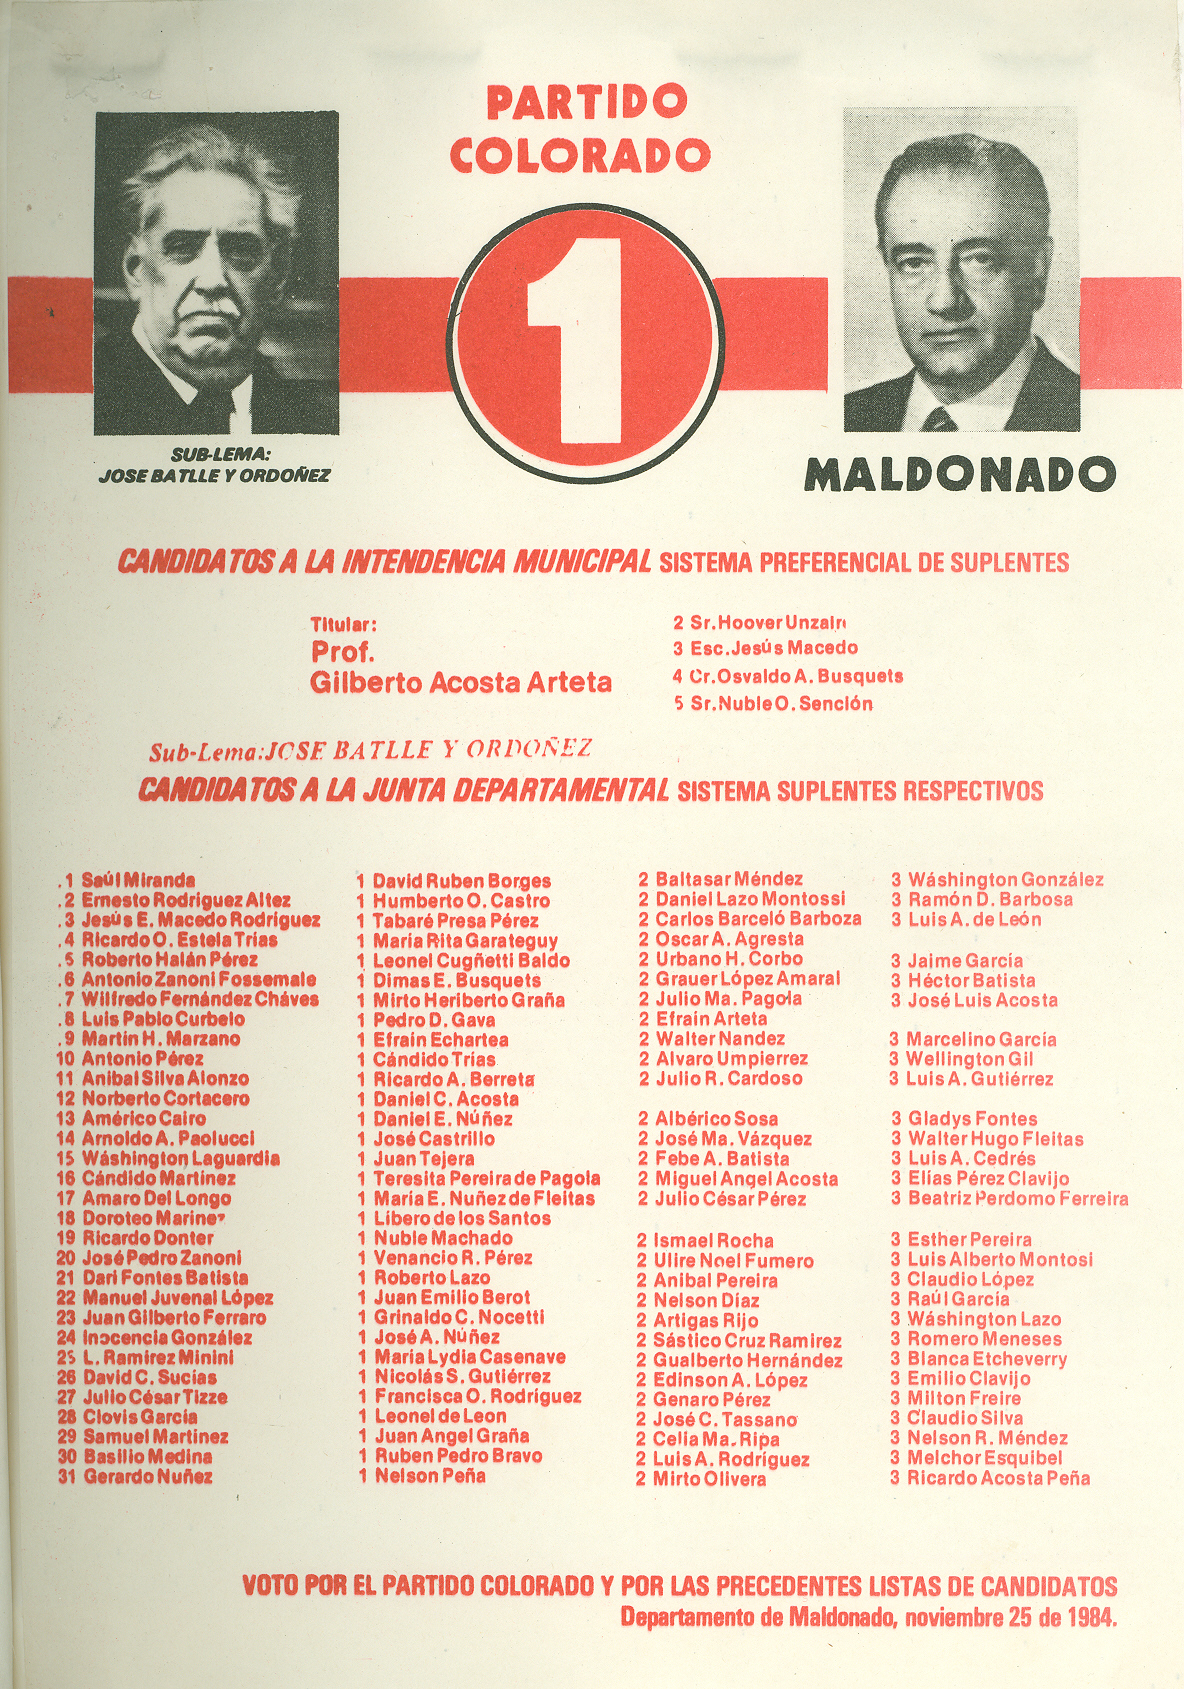 PARTIDO
COLORADO
1
SUB-LEMA:
JOSE BATLLE Y ORDOÑEZ
MALDONADO
CANDIDATOS A LA INTENDENCIA MUNICIPAL SISTEMA PREFERENCIAL DE SUPLENTES
Titular:
Prof.
Gilberto Acosta Arteta
2 Sr. Hoover Unzain
3 Esc. Jesús Macedo
4 Cr. Osvaldo A. Busquets
5 Sr. Nuble O. Sención
Sub-Lema: JOSE BATLLE Y ORDOÑEZ
CANDIDATOS A LA JUNTA DEPARTAMENTAL SISTEMA SUPLENTES RESPECTIVOS
.1 Saúl Miranda 1 David Ruben Borges 2 Baltasar Méndez 3 Wáshington González
.2 Ernesto Rodriguez Altez 1 Humberto O. Castro 2 Daniel Lazo Montossi 3 Ramón D. Barbosa
.3 Jesús E. Macedo Rodriguez 1 Tabaré Presa Pérez 2 Carlos Barceló Barboza 3 Luis A. de León
.4 Ricardo O. Estela Trías 1 María Rita Garateguy 2 Oscar A. Agresta
.5 Roberto Halán Pérez 1 Leonel Cugñetti Baldo 2 Urbano H. Corbo 3 Jaime García
.6 Antonio Zanoni Fossemale 1 Dimas E. Busquets 2 Grauer López Amaral 3 Héctor Batista
.7 Wilfredo Fernández Cháves 1 Mirto Heriberto Graña 2 Julio Ma. Pagola 3 José Luis Acosta
.8 Luis Pablo Curbelo 1 Pedro D. Gava 2 Efrain Arteta
.9 Martín H. Marzano 1 Efrain Echartea 2 Walter Nandez 3 Marcelino García
10 Antonio Pérez 1 Cándido Trías 2 Alvaro Umpierrez 3 Wellington Gil
11 Anibal Silva Alonzo 1 Ricardo A. Berreta 2 Julio R. Cardoso 3 Luis A. Gutiérrez
12 Norberto Cortacero 1 Daniel C. Acosta
13 Américo Cairo 1 Daniel E. Núñez 2 Albérico Sosa 3 Gladys Fontes
14 Arnoldo A. Paolucci 1 José Castrillo 2 José Ma. Vázquez 3 Walter Hugo Fleitas
15 Wáshington Laguardia 1 Juan Tejera 2 Febe A. Batista 3 Luis A. Cedrés
16 Cándido Martinez 1 Teresita Pereira de Pagola 2 Miguel Angel Acosta 3 Elías Pérez Clavijo
17 Amaro Del Longo 1 María E. Nuñez de Fleitas 2 Julio César Pérez 3 Beatriz Perdomo Ferreira
18 Doroteo Marinez 1 Líbero de los Santos
19 Ricardo Donter 1 Nuble Machado 2 Ismael Rocha 3 Esther Pereira
20 José Pedro Zanoni 1 Venancio R. Pérez 2 Ulire Noel Fumero 3 Luis Alberto Montosi
21 Darí Fontes Batista 1 Roberto Lazo 2 Anibal Pereira 3 Claudio López
22 Manuel Juvenal López 1 Juan Emilio Berot 2 Nelson Díaz 3 Raúl García
23 Juan Gilberto Ferraro 1 Grinaldo C. Nocetti 2 Artigas Rijo 3 Wáshington Lazo
24 Inocencia González 1 José A. Núñez 2 Sástico Cruz Ramirez 3 Romero Meneses
25 L. Ramirez Minini 1 María Lydia Casenave 2 Gualberto Hernández 3 Blanca Etcheverry
26 David C. Sucías 1 Nicolás S. Gutiérrez 2 Edinson A. López 3 Emilio Clavijo
27 Julio César Tizze 1 Francisca O. Rodríguez 2 Genaro Pérez 3 Milton Freire
28 Clovis García 1 Leonel de Leon 2 José C. Tassano 3 Claudio Silva
29 Samuel Martinez 1 Juan Angel Graña 2 Celia Ma. Ripa 3 Nelson R. Méndez
30 Basilio Medina 1 Ruben Pedro Bravo 2 Luis A. Rodríguez 3 Melchor Esquibel
31 Gerardo Nuñez 1 Nelson Peña 2 Mirto Olivera 3 Ricardo Acosta Peña
VOTO POR EL PARTIDO COLORADO Y POR LAS PRECEDENTES LISTAS DE CANDIDATOS
Departamento de Maldonado, noviembre 25 de 1984.